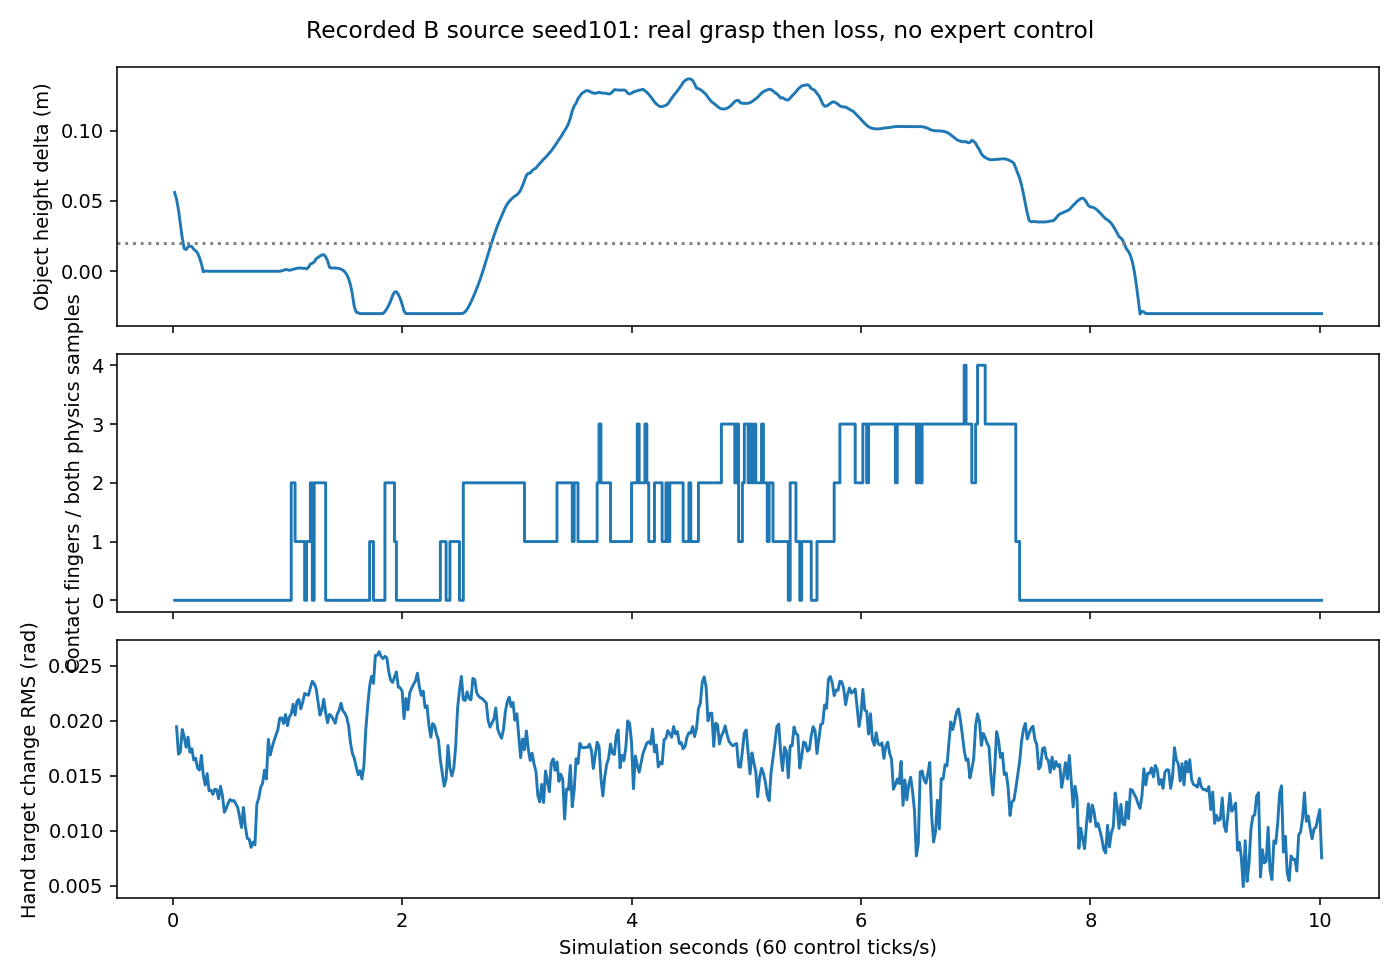 Recorded B source seed101: real grasp then loss, no expert control
Object height delta (m)
0.10
0.05
0.00
Contact fingers / both physics samples
4
3
2
1
0
Hand target change RMS (rad)
0.025
0.020
0.015
0.010
0.005
0 2 4 6 8 10
Simulation seconds (60 control ticks/s)